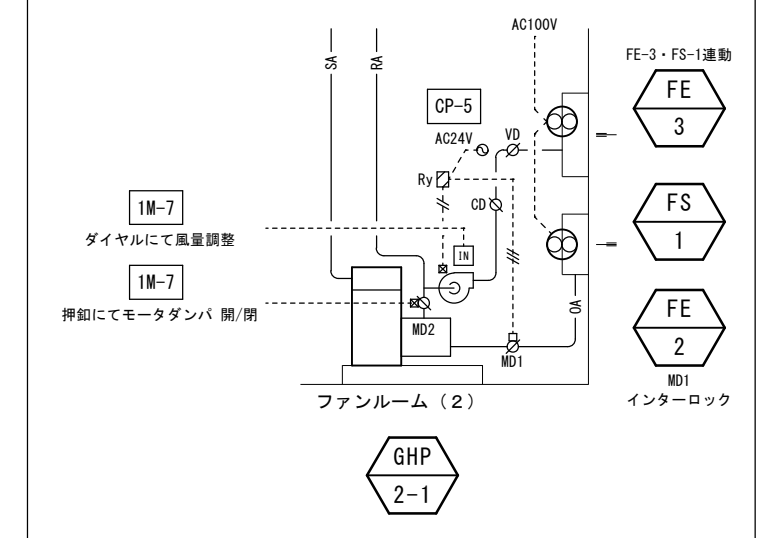 AC100V
FE-3・FS-1連動
SA
RA
FE
3
CP-5
AC24V
VD
Ry
CD
1M-7
ダイヤルにて風量調整
IN
FS
1
1M-7
押釦にてモータダンパ 開/閉
MD2
MD1
OA
FE
2
MD1
インターロック
ファンルーム（2）
GHP
2-1